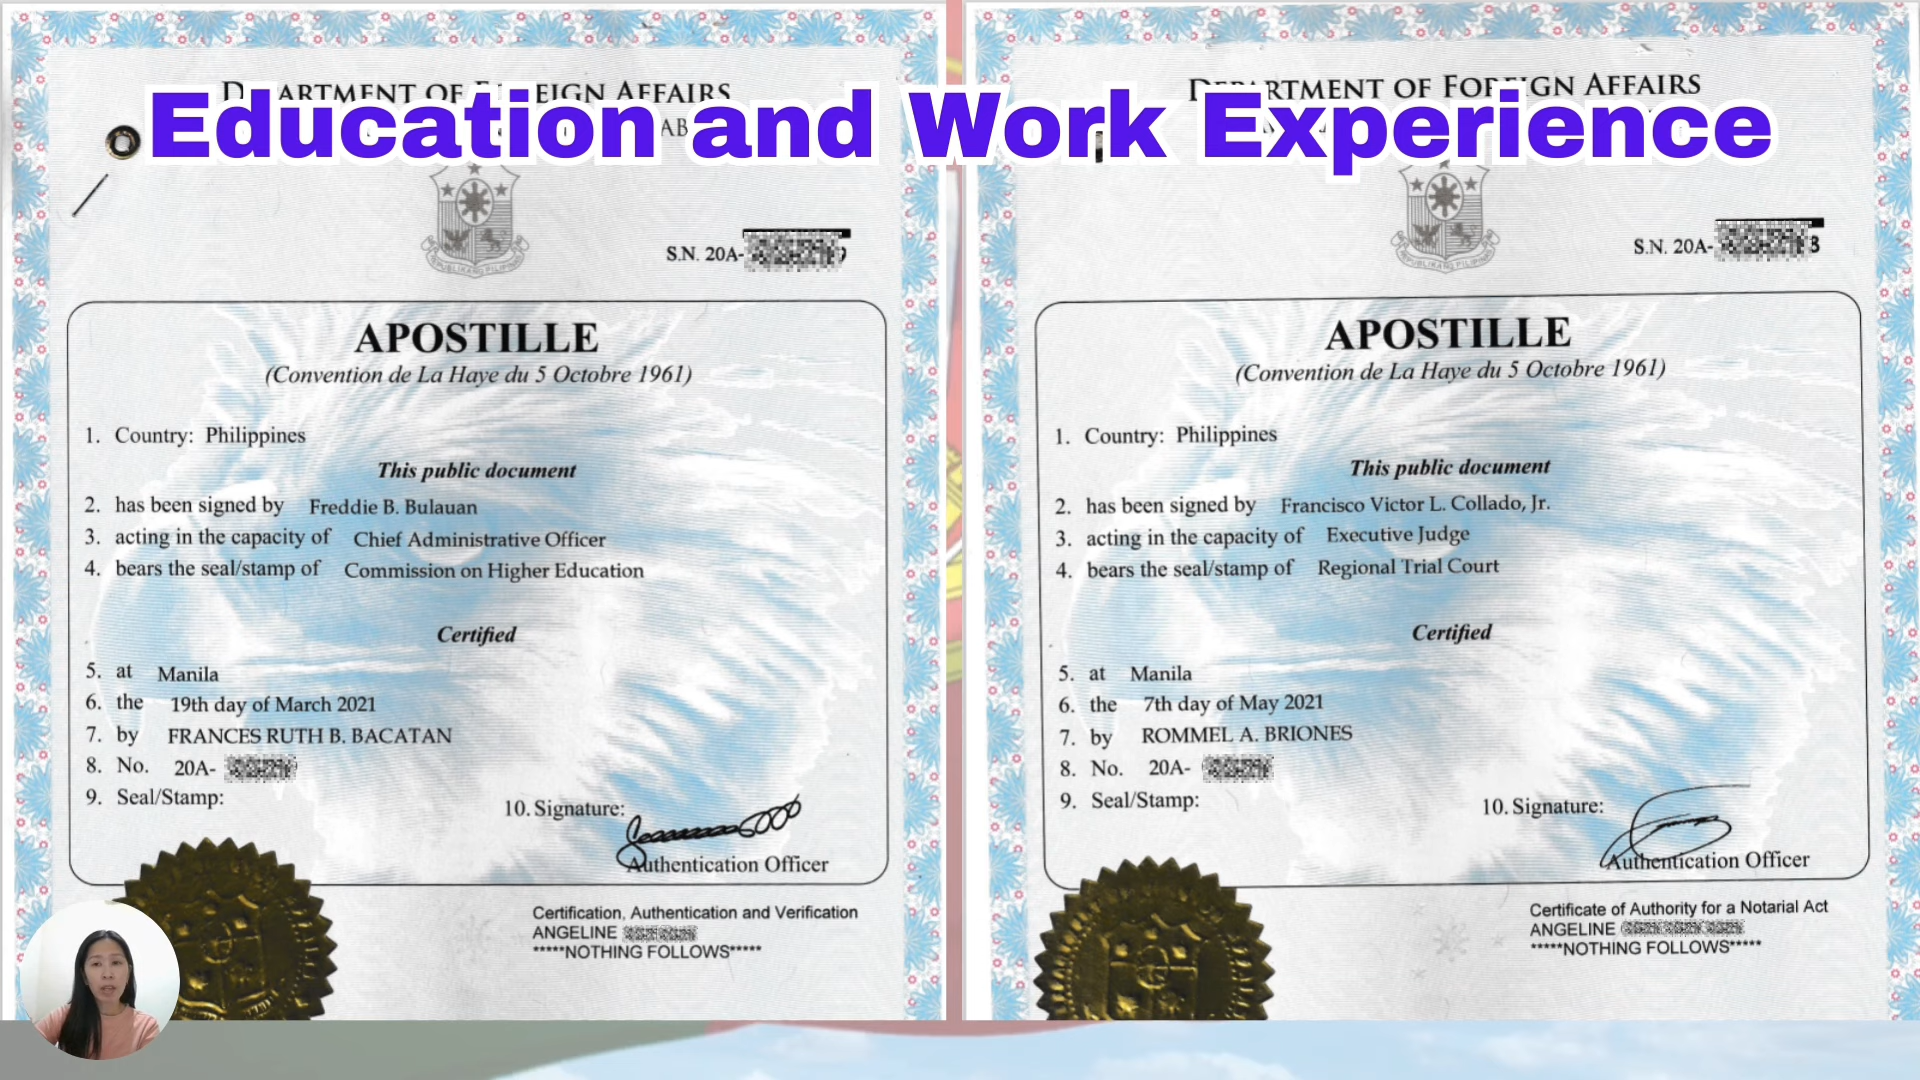 Education and Work Experience
DEPARTMENT OF FOREIGN AFFAIRS
S.N. 20A-
APOSTILLE
(Convention de La Haye du 5 Octobre 1961)
1. Country: Philippines
This public document
2. has been signed by Freddie B. Bulauan
3. acting in the capacity of Chief Administrative Officer
4. bears the seal/stamp of Commission on Higher Education
Certified
5. at Manila
6. the 19th day of March 2021
7. by FRANCES RUTH B. BACATAN
8. No. 20A-
9. Seal/Stamp:
10. Signature:
Authentication Officer
Certification, Authentication and Verification
ANGELINE
*****NOTHING FOLLOWS*****
DEPARTMENT OF FOREIGN AFFAIRS
S.N. 20A- 3
APOSTILLE
(Convention de La Haye du 5 Octobre 1961)
1. Country: Philippines
This public document
2. has been signed by Francisco Victor L. Collado, Jr.
3. acting in the capacity of Executive Judge
4. bears the seal/stamp of Regional Trial Court
Certified
5. at Manila
6. the 7th day of May 2021
7. by ROMMEL A. BRIONES
8. No. 20A-
9. Seal/Stamp:
10. Signature:
Authentication Officer
Certificate of Authority for a Notarial Act
ANGELINE
*****NOTHING FOLLOWS*****